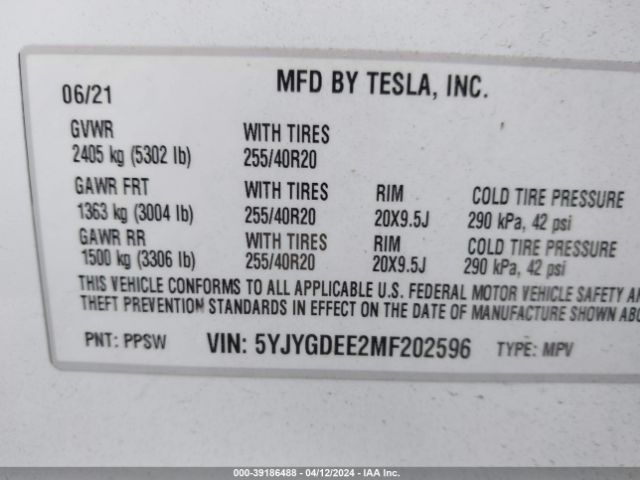 06/21 MFD BY TESLA, INC.
GVWR WITH TIRES
2405 kg (5302 lb) 255/40R20
GAWR FRT WITH TIRES RIM COLD TIRE PRESSURE
1363 kg (3004 lb) 255/40R20 20X9.5J 290 kPa, 42 psi
GAWR RR WITH TIRES RIM COLD TIRE PRESSURE
1500 kg (3306 lb) 255/40R20 20X9.5J 290 kPa, 42 psi
THIS VEHICLE CONFORMS TO ALL APPLICABLE U.S. FEDERAL MOTOR VEHICLE SAFETY
THEFT PREVENTION STANDARDS IN EFFECT ON THE DATE OF MANUFACTURE SHOWN
PNT: PPSW VIN: 5YJYGDEE2MF202596 TYPE: MPV
000-39186488 - 04/12/2024 - IAA Inc.